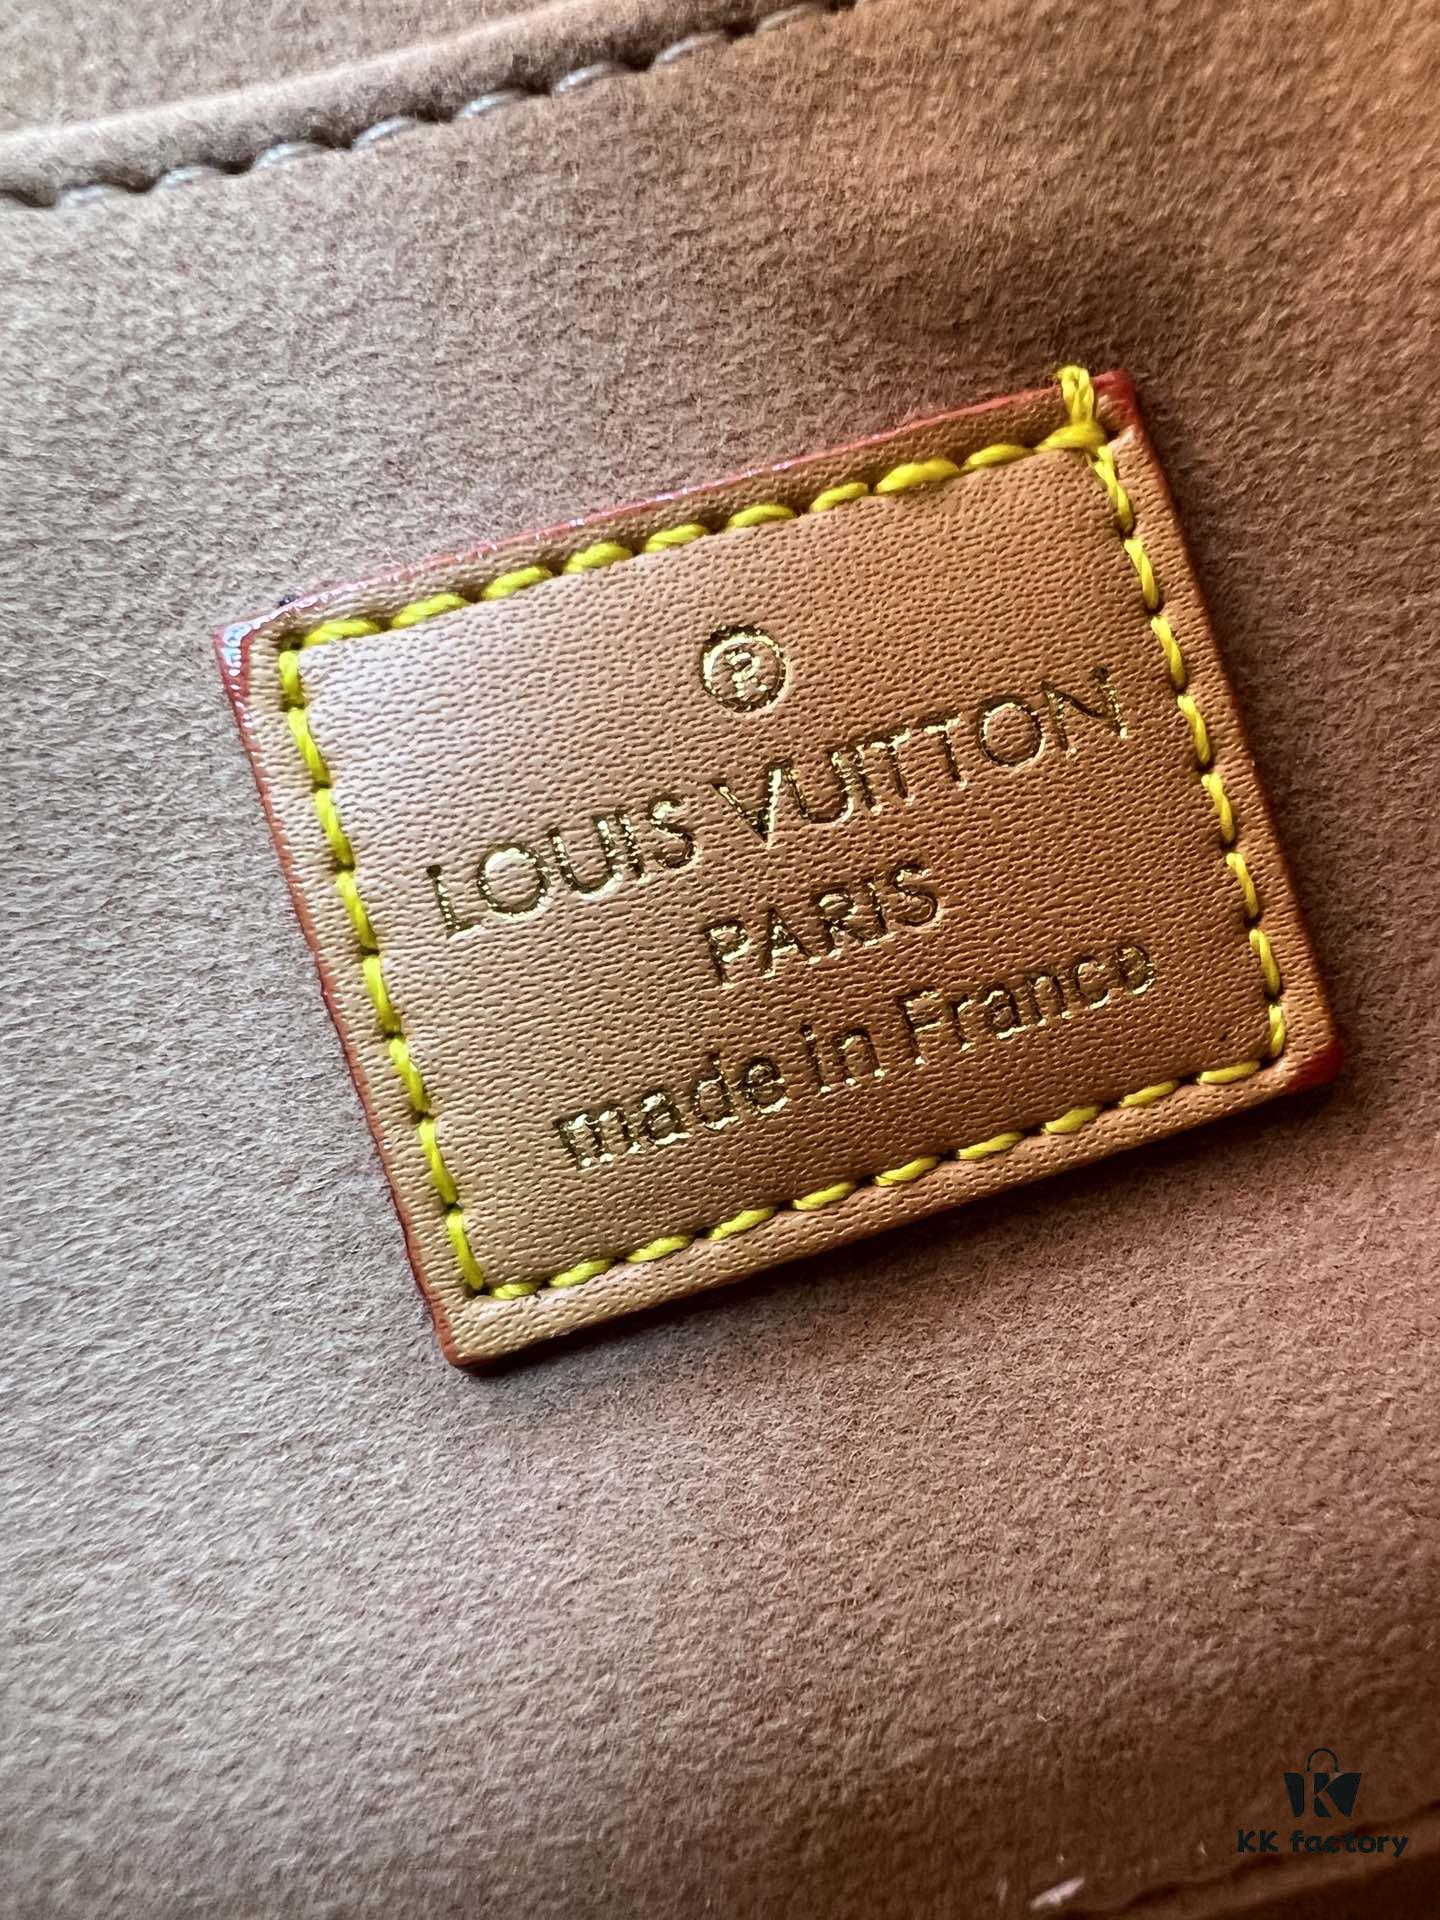 ®
LOUIS VUITTON
PARIS
made in France
KK factory